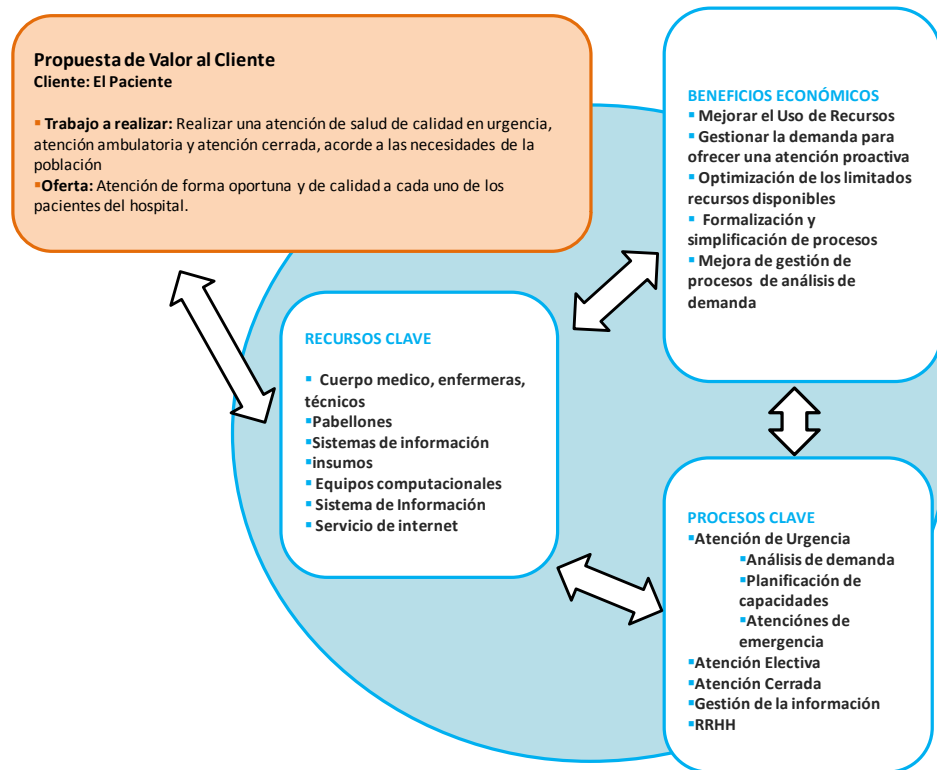 Propuesta de Valor al Cliente
Cliente: El Paciente
▪ Trabajo a realizar: Realizar una atención de salud de calidad en urgencia,
atención ambulatoria y atención cerrada, acorde a las necesidades de la
población
▪Oferta: Atención de forma oportuna y de calidad a cada uno de los
pacientes del hospital.
BENEFICIOS ECONÓMICOS
▪ Mejorar el Uso de Recursos
▪ Gestionar la demanda para
ofrecer una atención proactiva
▪ Optimización de los limitados
recursos disponibles
▪ Formalización y
simplificación de procesos
▪ Mejora de gestión de
procesos de análisis de
demanda
RECURSOS CLAVE
▪ Cuerpo medico, enfermeras,
técnicos
▪Pabellones
▪Sistemas de información
▪insumos
▪ Equipos computacionales
▪ Sistema de Información
▪ Servicio de internet
PROCESOS CLAVE
▪Atención de Urgencia
▪Análisis de demanda
▪Planificación de
capacidades
▪Atenciónes de
emergencia
▪Atención Electiva
▪Atención Cerrada
▪Gestión de la información
▪RRHH